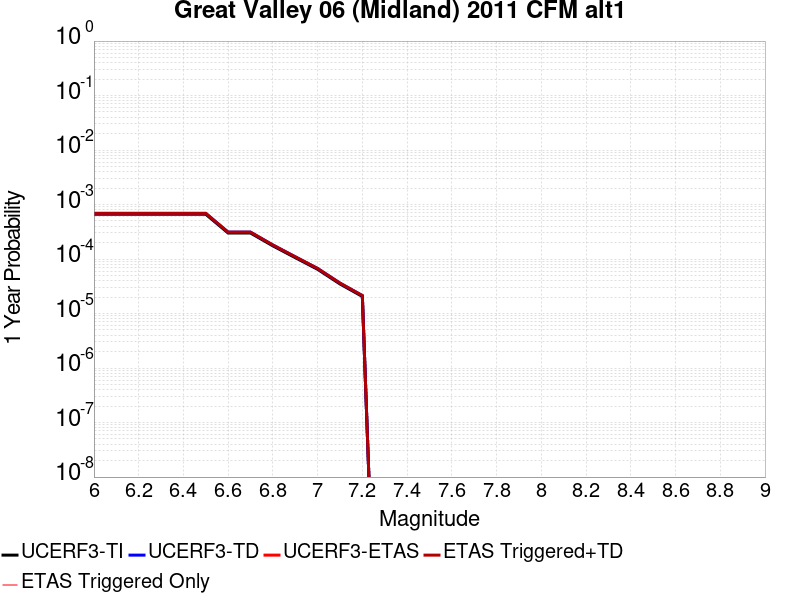 Great Valley 06 (Midland) 2011 CFM alt1
10^0
10^-1
10^-2
10^-3
10^-4
10^-5
10^-6
10^-7
10^-8
1 Year Probability
6 6.2 6.4 6.6 6.8 7 7.2 7.4 7.6 7.8 8 8.2 8.4 8.6 8.8 9
Magnitude
UCERF3-TI UCERF3-TD UCERF3-ETAS ETAS Triggered+TD
ETAS Triggered Only